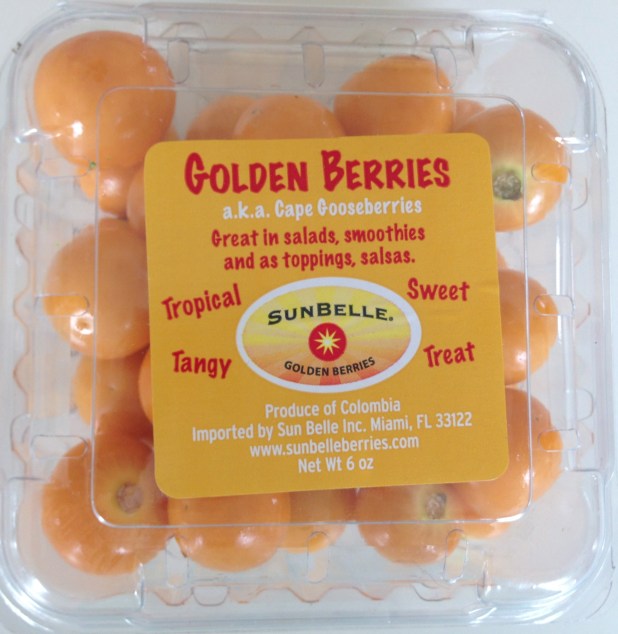 GOLDEN BERRIES
a.k.a. Cape Gooseberries
Great in salads, smoothies
and as toppings, salsas.
Tropical
Sweet
SUNBELLE®
GOLDEN BERRIES
Tangy
Treat
Produce of Colombia
Imported by Sun Belle Inc. Miami, FL 33122
www.sunbelleberries.com
Net Wt 6 oz